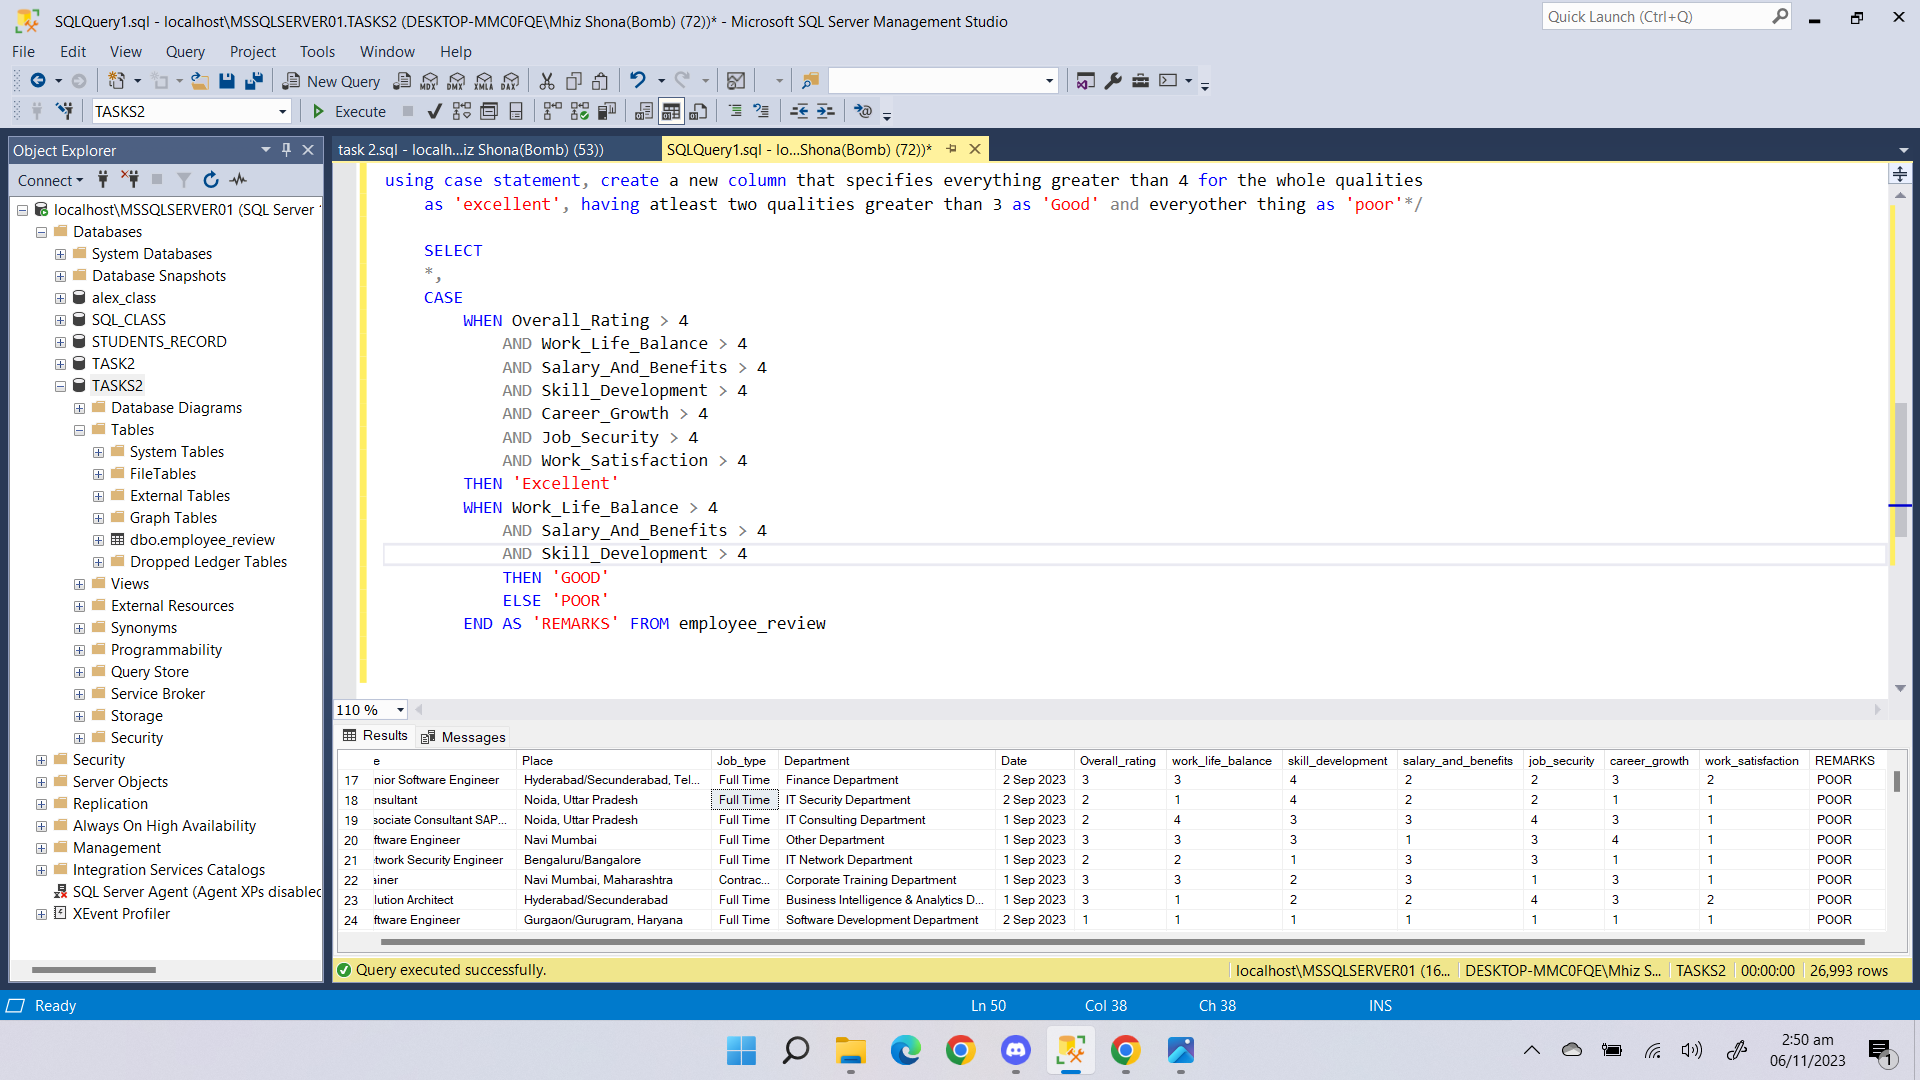 SQLQuery1.sql - localhost\MSSQLSERVER01.TASKS2 (DESKTOP-MMC0FQE\Mhiz Shona(Bomb) (72))* - Microsoft SQL Server Management Studio
Quick Launch (Ctrl+Q)
File Edit View Query Project Tools Window Help
New Query MDX DMX XMLA DAX
TASKS2 Execute
Object Explorer
Connect
localhost\MSSQLSERVER01 (SQL Server
Databases
System Databases
Database Snapshots
alex_class
SQL_CLASS
STUDENTS_RECORD
TASK2
TASKS2
Database Diagrams
Tables
System Tables
FileTables
External Tables
Graph Tables
dbo.employee_review
Dropped Ledger Tables
Views
External Resources
Synonyms
Programmability
Query Store
Service Broker
Storage
Security
Security
Server Objects
Replication
Always On High Availability
Management
Integration Services Catalogs
SQL Server Agent (Agent XPs disabled
XEvent Profiler
task 2.sql - localh...iz Shona(Bomb) (53)) SQLQuery1.sql - lo...Shona(Bomb) (72))*
using case statement, create a new column that specifies everything greater than 4 for the whole qualities
as 'excellent', having atleast two qualities greater than 3 as 'Good' and everyother thing as 'poor'*/
SELECT
*,
CASE
WHEN Overall_Rating > 4
AND Work_Life_Balance > 4
AND Salary_And_Benefits > 4
AND Skill_Development > 4
AND Career_Growth > 4
AND Job_Security > 4
AND Work_Satisfaction > 4
THEN 'Excellent'
WHEN Work_Life_Balance > 4
AND Salary_And_Benefits > 4
AND Skill_Development > 4
THEN 'GOOD'
ELSE 'POOR'
END AS 'REMARKS' FROM employee_review
110 %
Results Messages
e Place Job_type Department Date Overall_rating work_life_balance skill_development salary_and_benefits job_security career_growth work_satisfaction REMARKS
17 nior Software Engineer Hyderabad/Secunderabad, Tel... Full Time Finance Department 2 Sep 2023 3 3 4 2 2 3 2 POOR
18 nsultant Noida, Uttar Pradesh Full Time IT Security Department 2 Sep 2023 2 1 4 2 2 1 1 POOR
19 sociate Consultant SAP... Noida, Uttar Pradesh Full Time IT Consulting Department 1 Sep 2023 2 4 3 3 4 3 1 POOR
20 ftware Engineer Navi Mumbai Full Time Other Department 1 Sep 2023 3 3 3 1 3 4 1 POOR
21 twork Security Engineer Bengaluru/Bangalore Full Time IT Network Department 1 Sep 2023 2 2 1 3 3 1 1 POOR
22 ainer Navi Mumbai, Maharashtra Contrac... Corporate Training Department 1 Sep 2023 3 3 2 3 1 3 1 POOR
23 lution Architect Hyderabad/Secunderabad Full Time Business Intelligence & Analytics D... 1 Sep 2023 3 1 2 2 4 3 2 POOR
24 ftware Engineer Gurgaon/Gurugram, Haryana Full Time Software Development Department 2 Sep 2023 1 1 1 1 1 1 1 POOR
Query executed successfully. localhost\MSSQLSERVER01 (16... DESKTOP-MMC0FQE\Mhiz S... TASKS2 00:00:00 26,993 rows
Ready Ln 50 Col 38 Ch 38 INS
2:50 am
06/11/2023
1